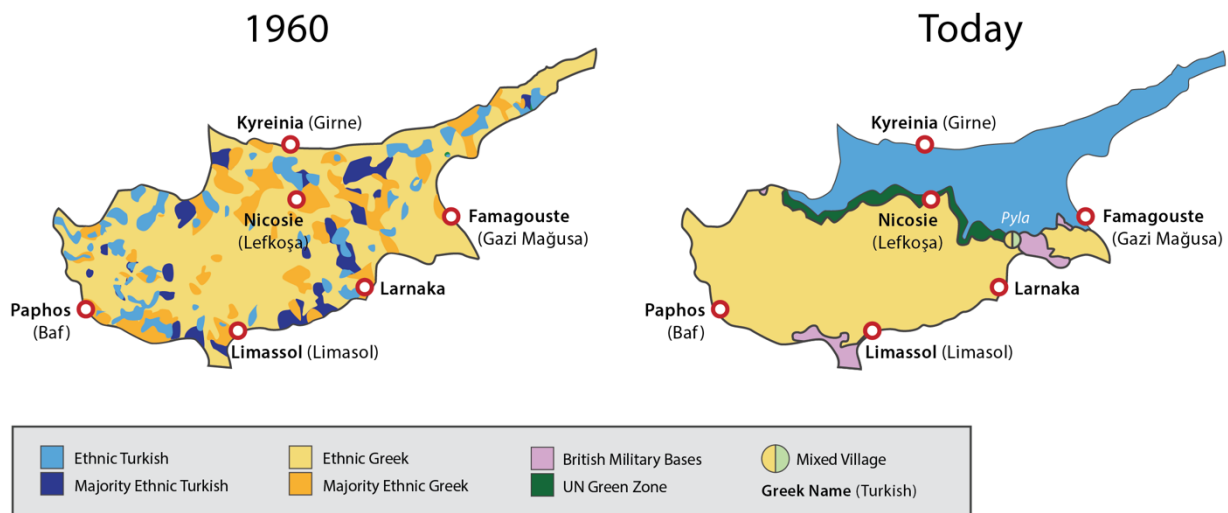 1960
Kyreinia (Girne)
Nicosie
(Lefkoşa)
Famagouste
(Gazi Mağusa)
Larnaka
Paphos
(Baf)
Limassol (Limasol)
Today
Kyreinia (Girne)
Nicosie
(Lefkoşa)
Pyla
Famagouste
(Gazi Mağusa)
Larnaka
Paphos
(Baf)
Limassol (Limasol)
Ethnic Turkish
Majority Ethnic Turkish
Ethnic Greek
Majority Ethnic Greek
British Military Bases
UN Green Zone
Mixed Village
Greek Name (Turkish)